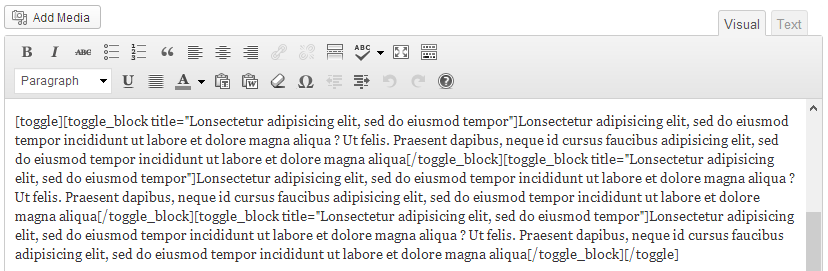 Add Media
Visual Text
B I ABC 1 2 3 “ ABC
Paragraph U A T W Ω ?
[toggle][toggle_block title="Lonsectetur adipisicing elit, sed do eiusmod tempor"]Lonsectetur adipisicing elit, sed do eiusmod
tempor incididunt ut labore et dolore magna aliqua ? Ut felis. Praesent dapibus, neque id cursus faucibus adipisicing elit, sed
do eiusmod tempor incididunt ut labore et dolore magna aliqua[/toggle_block][toggle_block title="Lonsectetur adipisicing
elit, sed do eiusmod tempor"]Lonsectetur adipisicing elit, sed do eiusmod tempor incididunt ut labore et dolore magna aliqua ?
Ut felis. Praesent dapibus, neque id cursus faucibus adipisicing elit, sed do eiusmod tempor incididunt ut labore et dolore
magna aliqua[/toggle_block][toggle_block title="Lonsectetur adipisicing elit, sed do eiusmod tempor"]Lonsectetur adipisicing
elit, sed do eiusmod tempor incididunt ut labore et dolore magna aliqua ? Ut felis. Praesent dapibus, neque id cursus faucibus
adipisicing elit, sed do eiusmod tempor incididunt ut labore et dolore magna aliqua[/toggle_block][/toggle]